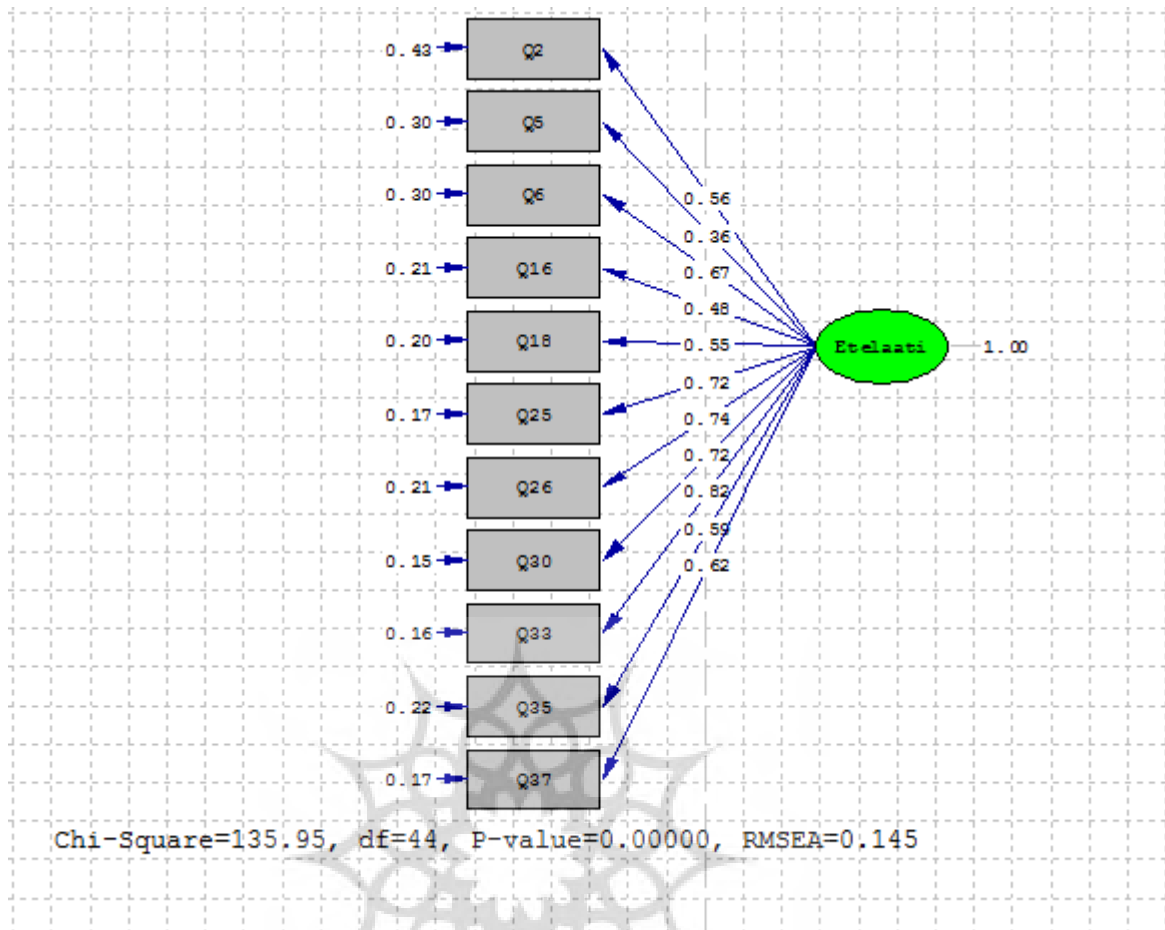 0.43 Q2
0.30 Q5
0.30 Q6
0.21 Q16
0.20 Q18
0.17 Q25
0.21 Q26
0.15 Q30
0.16 Q33
0.22 Q35
0.17 Q37
0.56
0.36
0.67
0.48
0.55
0.72
0.74
0.72
0.82
0.59
0.62
Etelaati 1.00
Chi-Square=135.95, df=44, P-value=0.00000, RMSEA=0.145